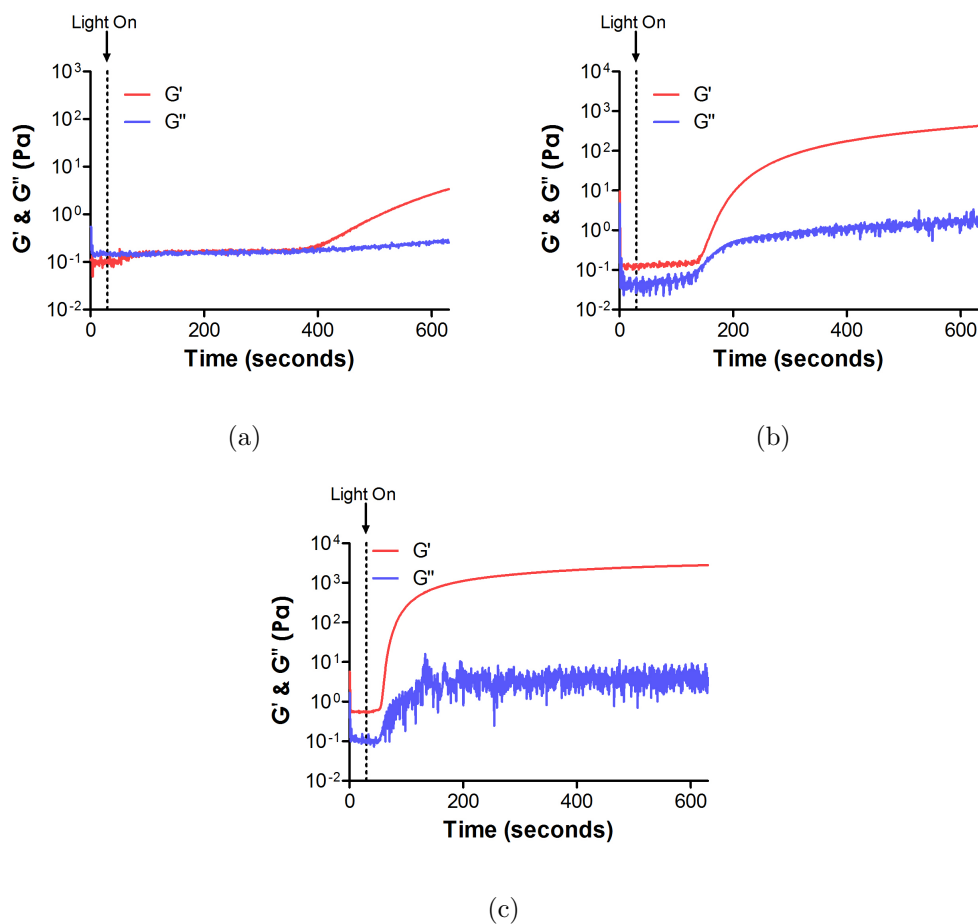 Light On
G'
G"
10³
10²
10¹
10⁰
10⁻¹
10⁻²
G' & G" (Pa)
0 200 400 600
Time (seconds)
(a)
Light On
G'
G"
10⁴
10³
10²
10¹
10⁰
10⁻¹
10⁻²
G' & G" (Pa)
0 200 400 600
Time (seconds)
(b)
Light On
G'
G"
10⁴
10³
10²
10¹
10⁰
10⁻¹
10⁻²
G' & G" (Pa)
0 200 400 600
Time (seconds)
(c)